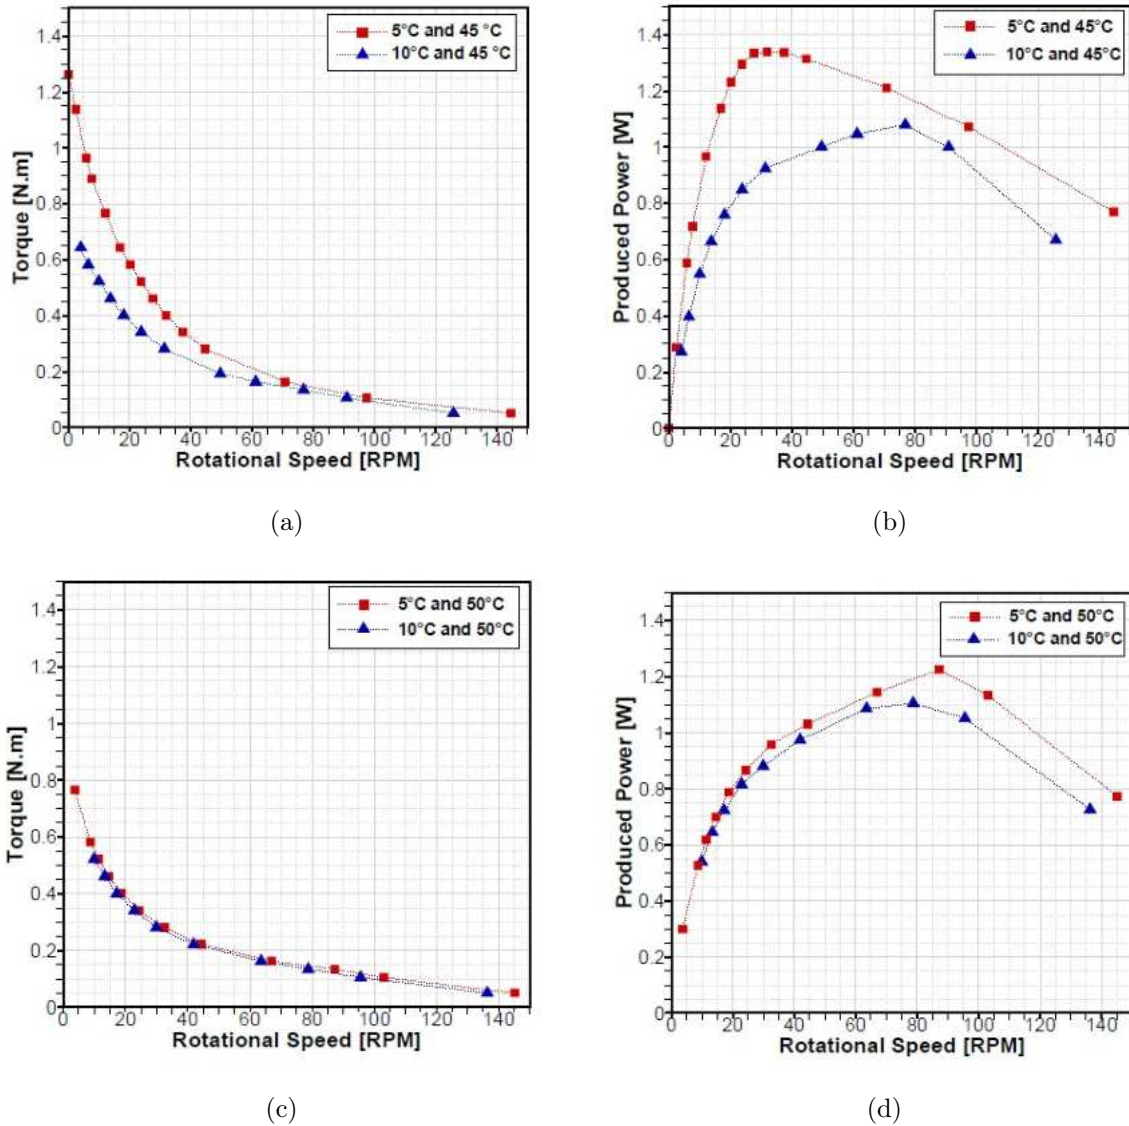 5°C and 45 °C
10°C and 45 °C
Torque [N.m]
1.4
1.2
1
0.8
0.6
0.4
0.2
0
0 20 40 60 80 100 120 140
Rotational Speed [RPM]
(a)
5°C and 45°C
10°C and 45°C
Produced Power [W]
1.4
1.2
1
0.8
0.6
0.4
0.2
0
0 20 40 60 80 100 120 140
Rotational Speed [RPM]
(b)
5°C and 50°C
10°C and 50°C
Torque [N.m]
1.4
1.2
1
0.8
0.6
0.4
0.2
0
0 20 40 60 80 100 120 140
Rotational Speed [RPM]
(c)
5°C and 50°C
10°C and 50°C
Produced Power [W]
1.4
1.2
1
0.8
0.6
0.4
0.2
0
0 20 40 60 80 100 120 140
Rotational Speed [RPM]
(d)